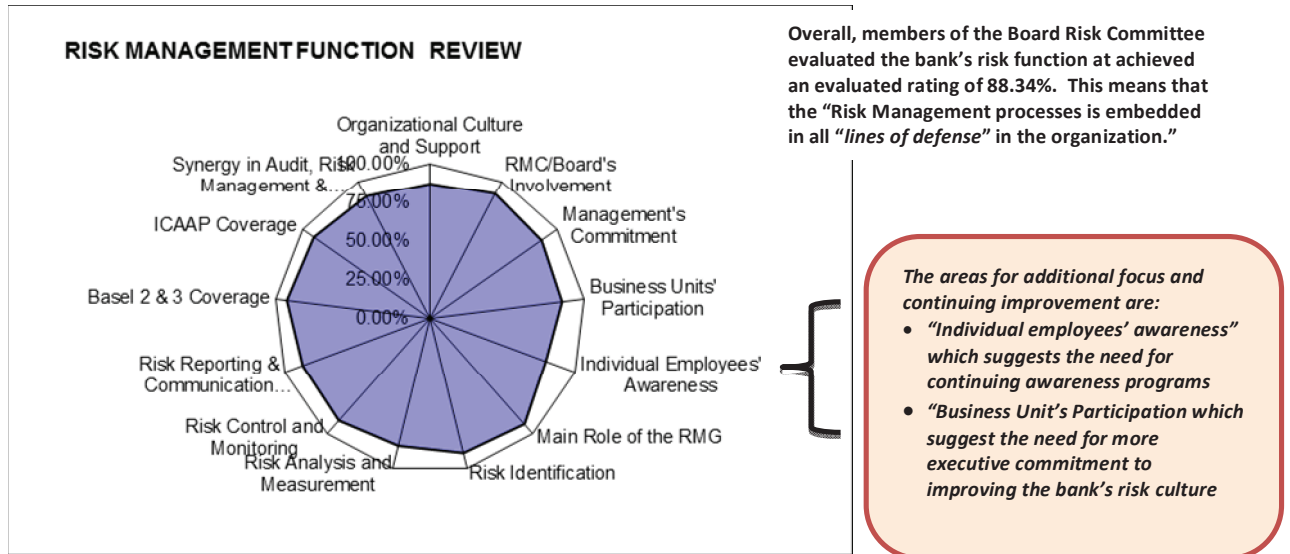 RISK MANAGEMENT FUNCTION REVIEW
Overall, members of the Board Risk Committee
evaluated the bank's risk function at achieved
an evaluated rating of 88.34%. This means that
the “Risk Management processes is embedded
in all “lines of defense” in the organization.”
Organizational Culture
and Support
RMC/Board's
Involvement
Management's
Commitment
Business Units'
Participation
Individual Employees'
Awareness
Main Role of the RMG
Risk Identification
Risk Analysis and
Measurement
Risk Control and
Monitoring
Risk Reporting &
Communication...
Basel 2 & 3 Coverage
ICAAP Coverage
Synergy in Audit, Risk
Management &....
100.00%
75.00%
50.00%
25.00%
0.00%
The areas for additional focus and
continuing improvement are:
• “Individual employees' awareness”
which suggests the need for
continuing awareness programs
• “Business Unit's Participation which
suggest the need for more
executive commitment to
improving the bank's risk culture